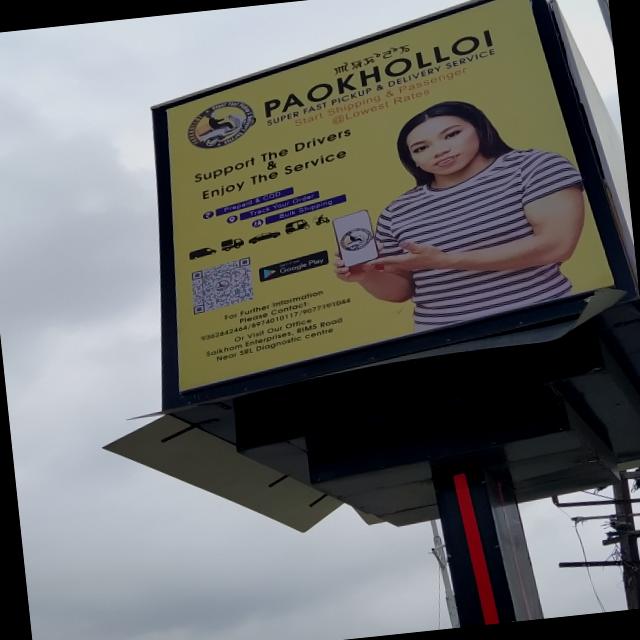 ꯄꯥꯎꯈꯣꯂꯂꯣꯏ
PAOKHOLLOI
SUPER FAST PICKUP & DELIVERY SERVICE
Start Shipping & Passenger
@Lowest Rates
Support The Drivers
&
Enjoy The Service
Prepaid & COD
Track Your Order
Bulk Shipping
Google Play
For Further Information
Please Contact
Or Visit Our Office
Saikhom Enterprises, RIMS Road
Near SRL Diagnostic centre